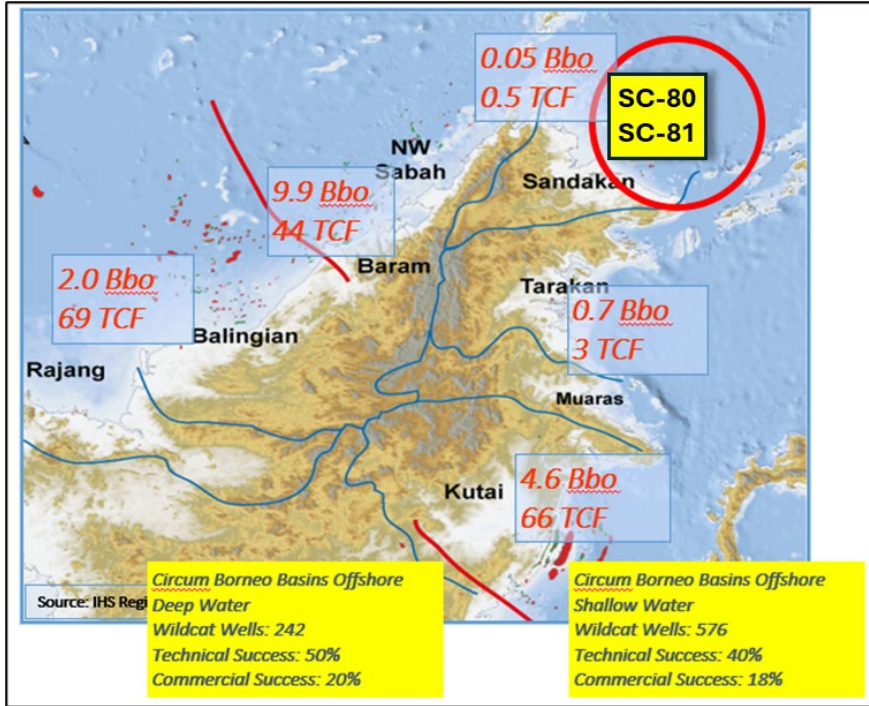 0.05 Bbo
0.5 TCF
SC-80
SC-81
NW
Sabah
Sandakan
9.9 Bbo
44 TCF
Baram
2.0 Bbo
69 TCF
Tarakan
0.7 Bbo
3 TCF
Balingian
Rajang
Muaras
4.6 Bbo
66 TCF
Kutai
Source: IHS Regi
Circum Borneo Basins Offshore
Deep Water
Wildcat Wells: 242
Technical Success: 50%
Commercial Success: 20%
Circum Borneo Basins Offshore
Shallow Water
Wildcat Wells: 576
Technical Success: 40%
Commercial Success: 18%